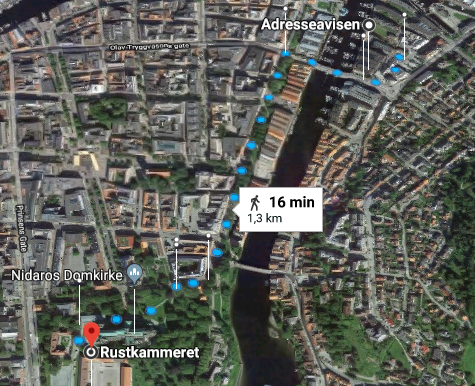 Adresseavisen
Olav Tryggvasons gate
16 min
1,3 km
Prinsens Gate
Nidaros Domkirke
Rustkammeret